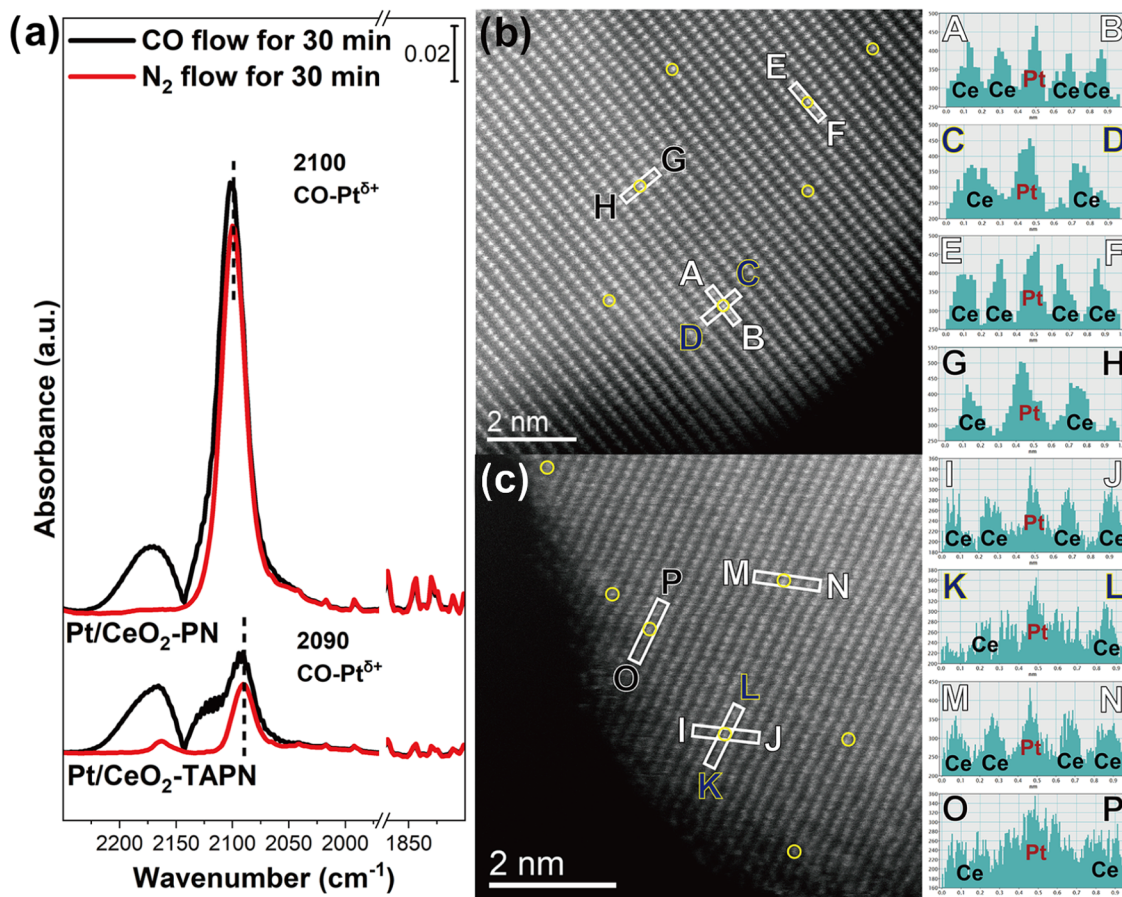 (a)
CO flow for 30 min
N₂ flow for 30 min
0.02
2100
CO-Ptᵟ⁺
Pt/CeO₂-PN
2090
CO-Ptᵟ⁺
Pt/CeO₂-TAPN
Absorbance (a.u.)
2200 2150 2100 2050 2000 1850
Wavenumber (cm⁻¹)
(b)
E
F
G
H
A
C
D
B
2 nm
(c)
P
O
M
N
L
I
J
K
2 nm
A B
Ce Ce Pt Ce Ce
C D
Ce Pt Ce
E F
Ce Ce Pt Ce Ce
G H
Ce Pt Ce
I J
Ce Ce Pt Ce Ce
K L
Ce Pt Ce
M N
Ce Ce Pt Ce Ce
O P
Ce Pt Ce